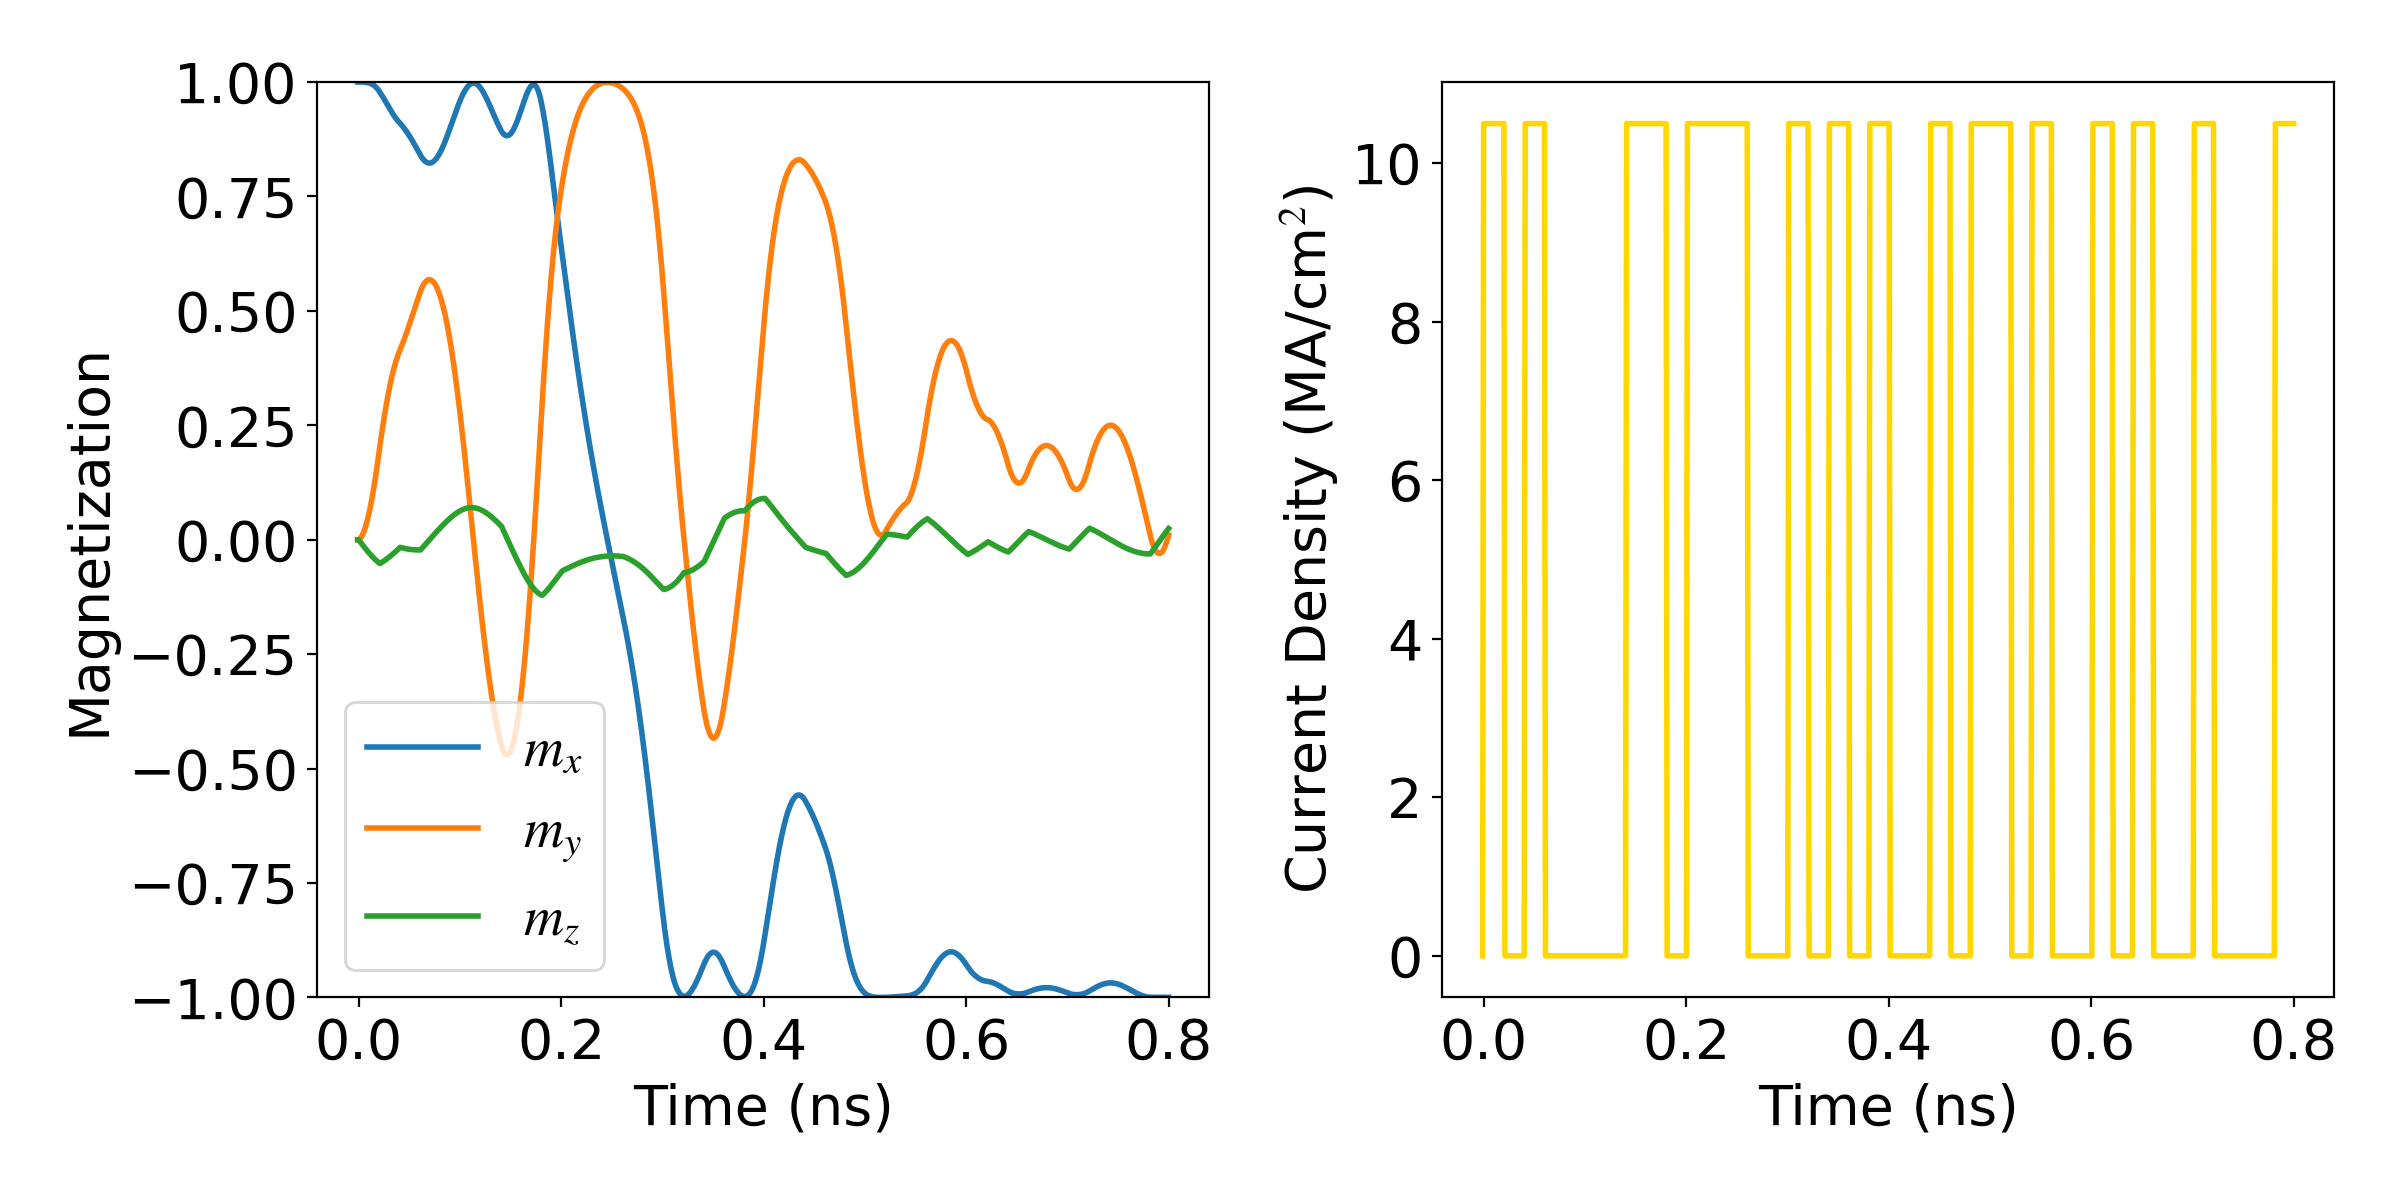 Magnetization
1.00
0.75
0.50
0.25
0.00
−0.25
−0.50
−0.75
−1.00
m_x
m_y
m_z
0.0 0.2 0.4 0.6 0.8
Time (ns)
Current Density (MA/cm²)
10
8
6
4
2
0
0.0 0.2 0.4 0.6 0.8
Time (ns)